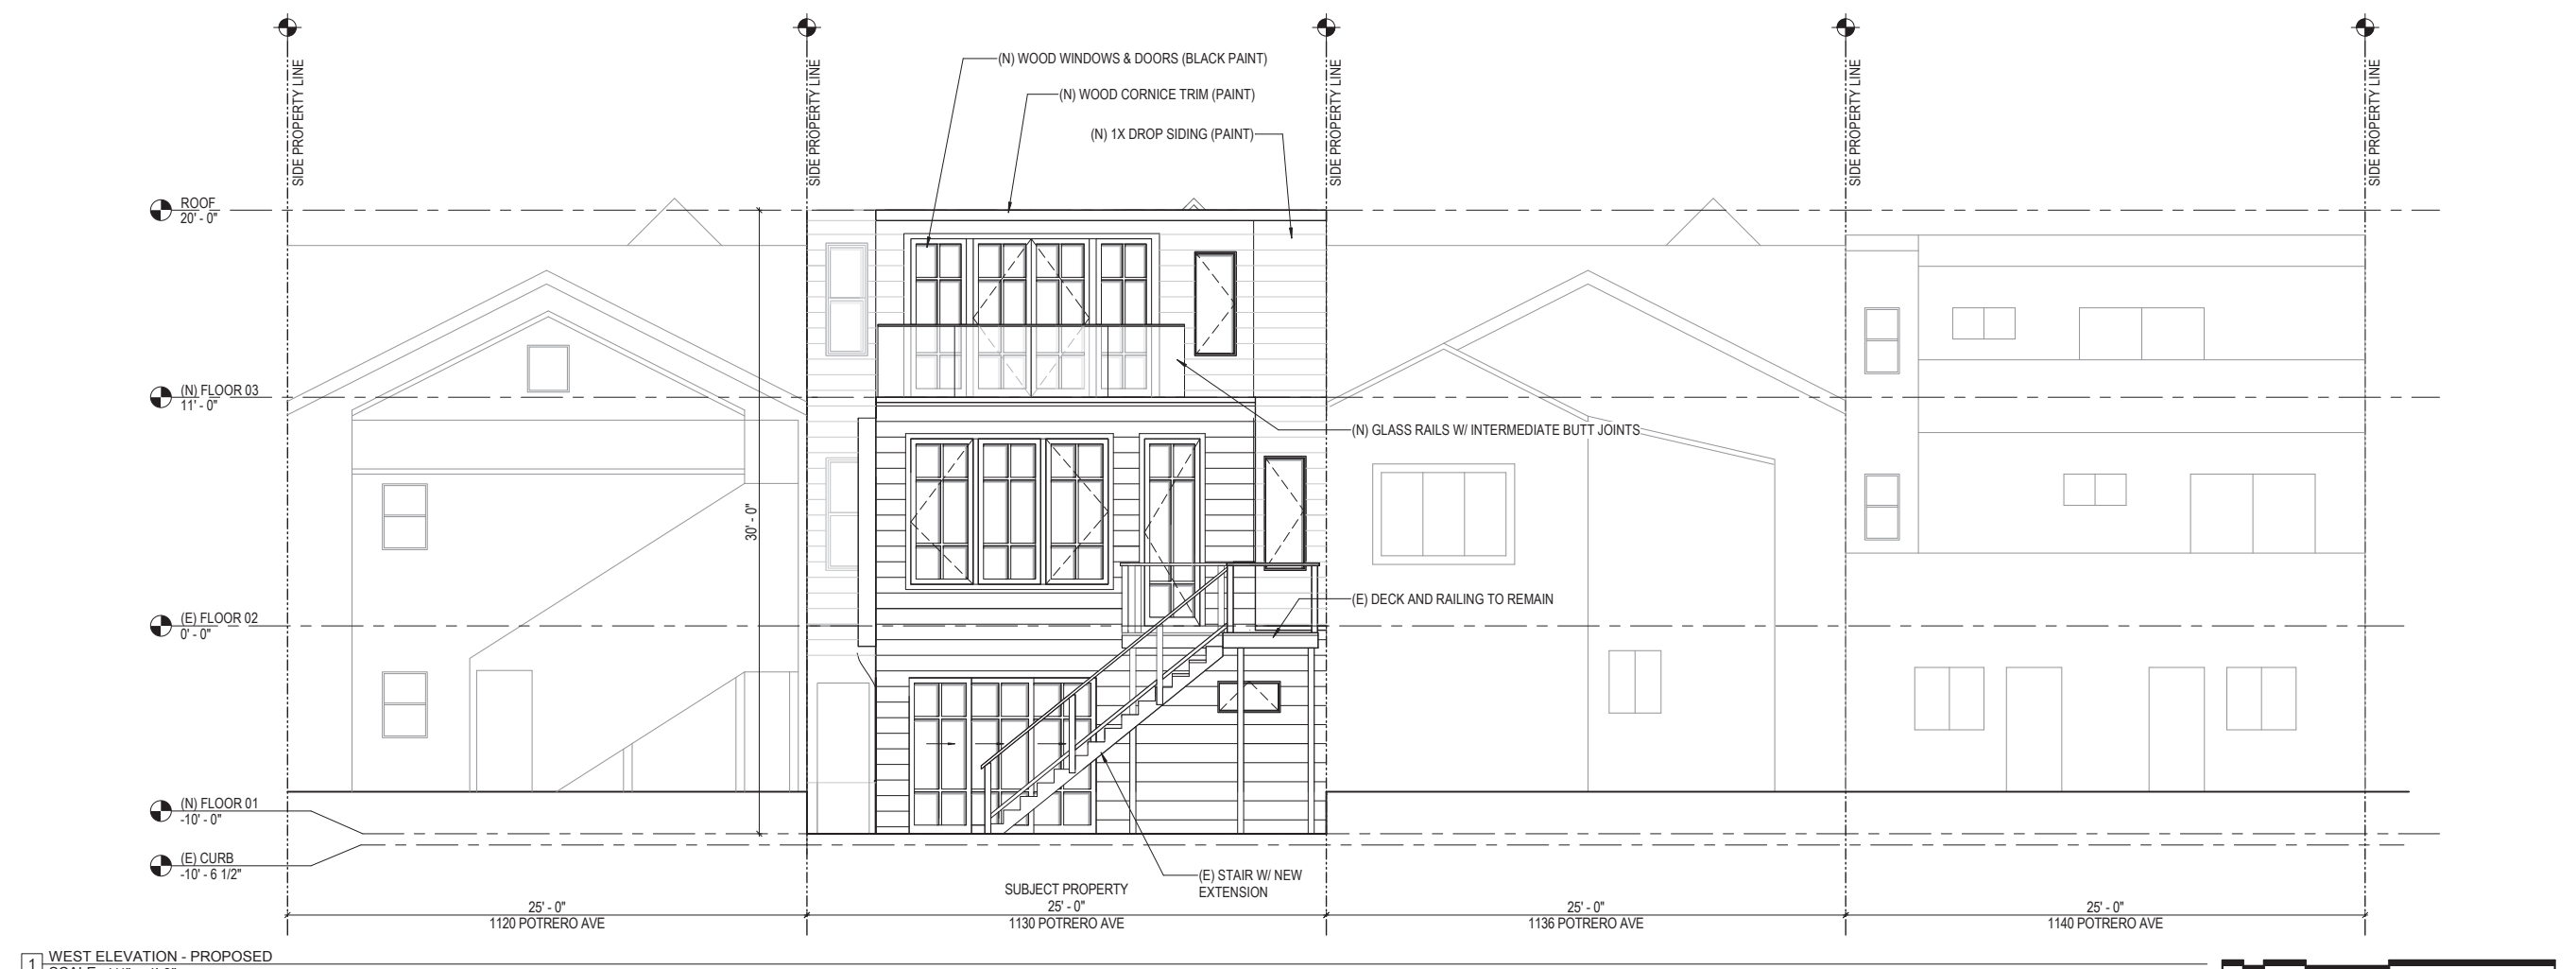 SIDE PROPERTY LINE
SIDE PROPERTY LINE
SIDE PROPERTY LINE
SIDE PROPERTY LINE
SIDE PROPERTY LINE
(N) WOOD WINDOWS & DOORS (BLACK PAINT)
(N) WOOD CORNICE TRIM (PAINT)
(N) 1X DROP SIDING (PAINT)
ROOF
20' - 0"
(N) FLOOR 03
11' - 0"
(N) GLASS RAILS W/ INTERMEDIATE BUTT JOINTS
30' - 0"
(E) DECK AND RAILING TO REMAIN
(E) FLOOR 02
0' - 0"
(N) FLOOR 01
-10' - 0"
(E) CURB
-10' - 6 1/2"
(E) STAIR W/ NEW
EXTENSION
SUBJECT PROPERTY
25' - 0"
1120 POTRERO AVE
25' - 0"
1130 POTRERO AVE
25' - 0"
1136 POTRERO AVE
25' - 0"
1140 POTRERO AVE
1
WEST ELEVATION - PROPOSED